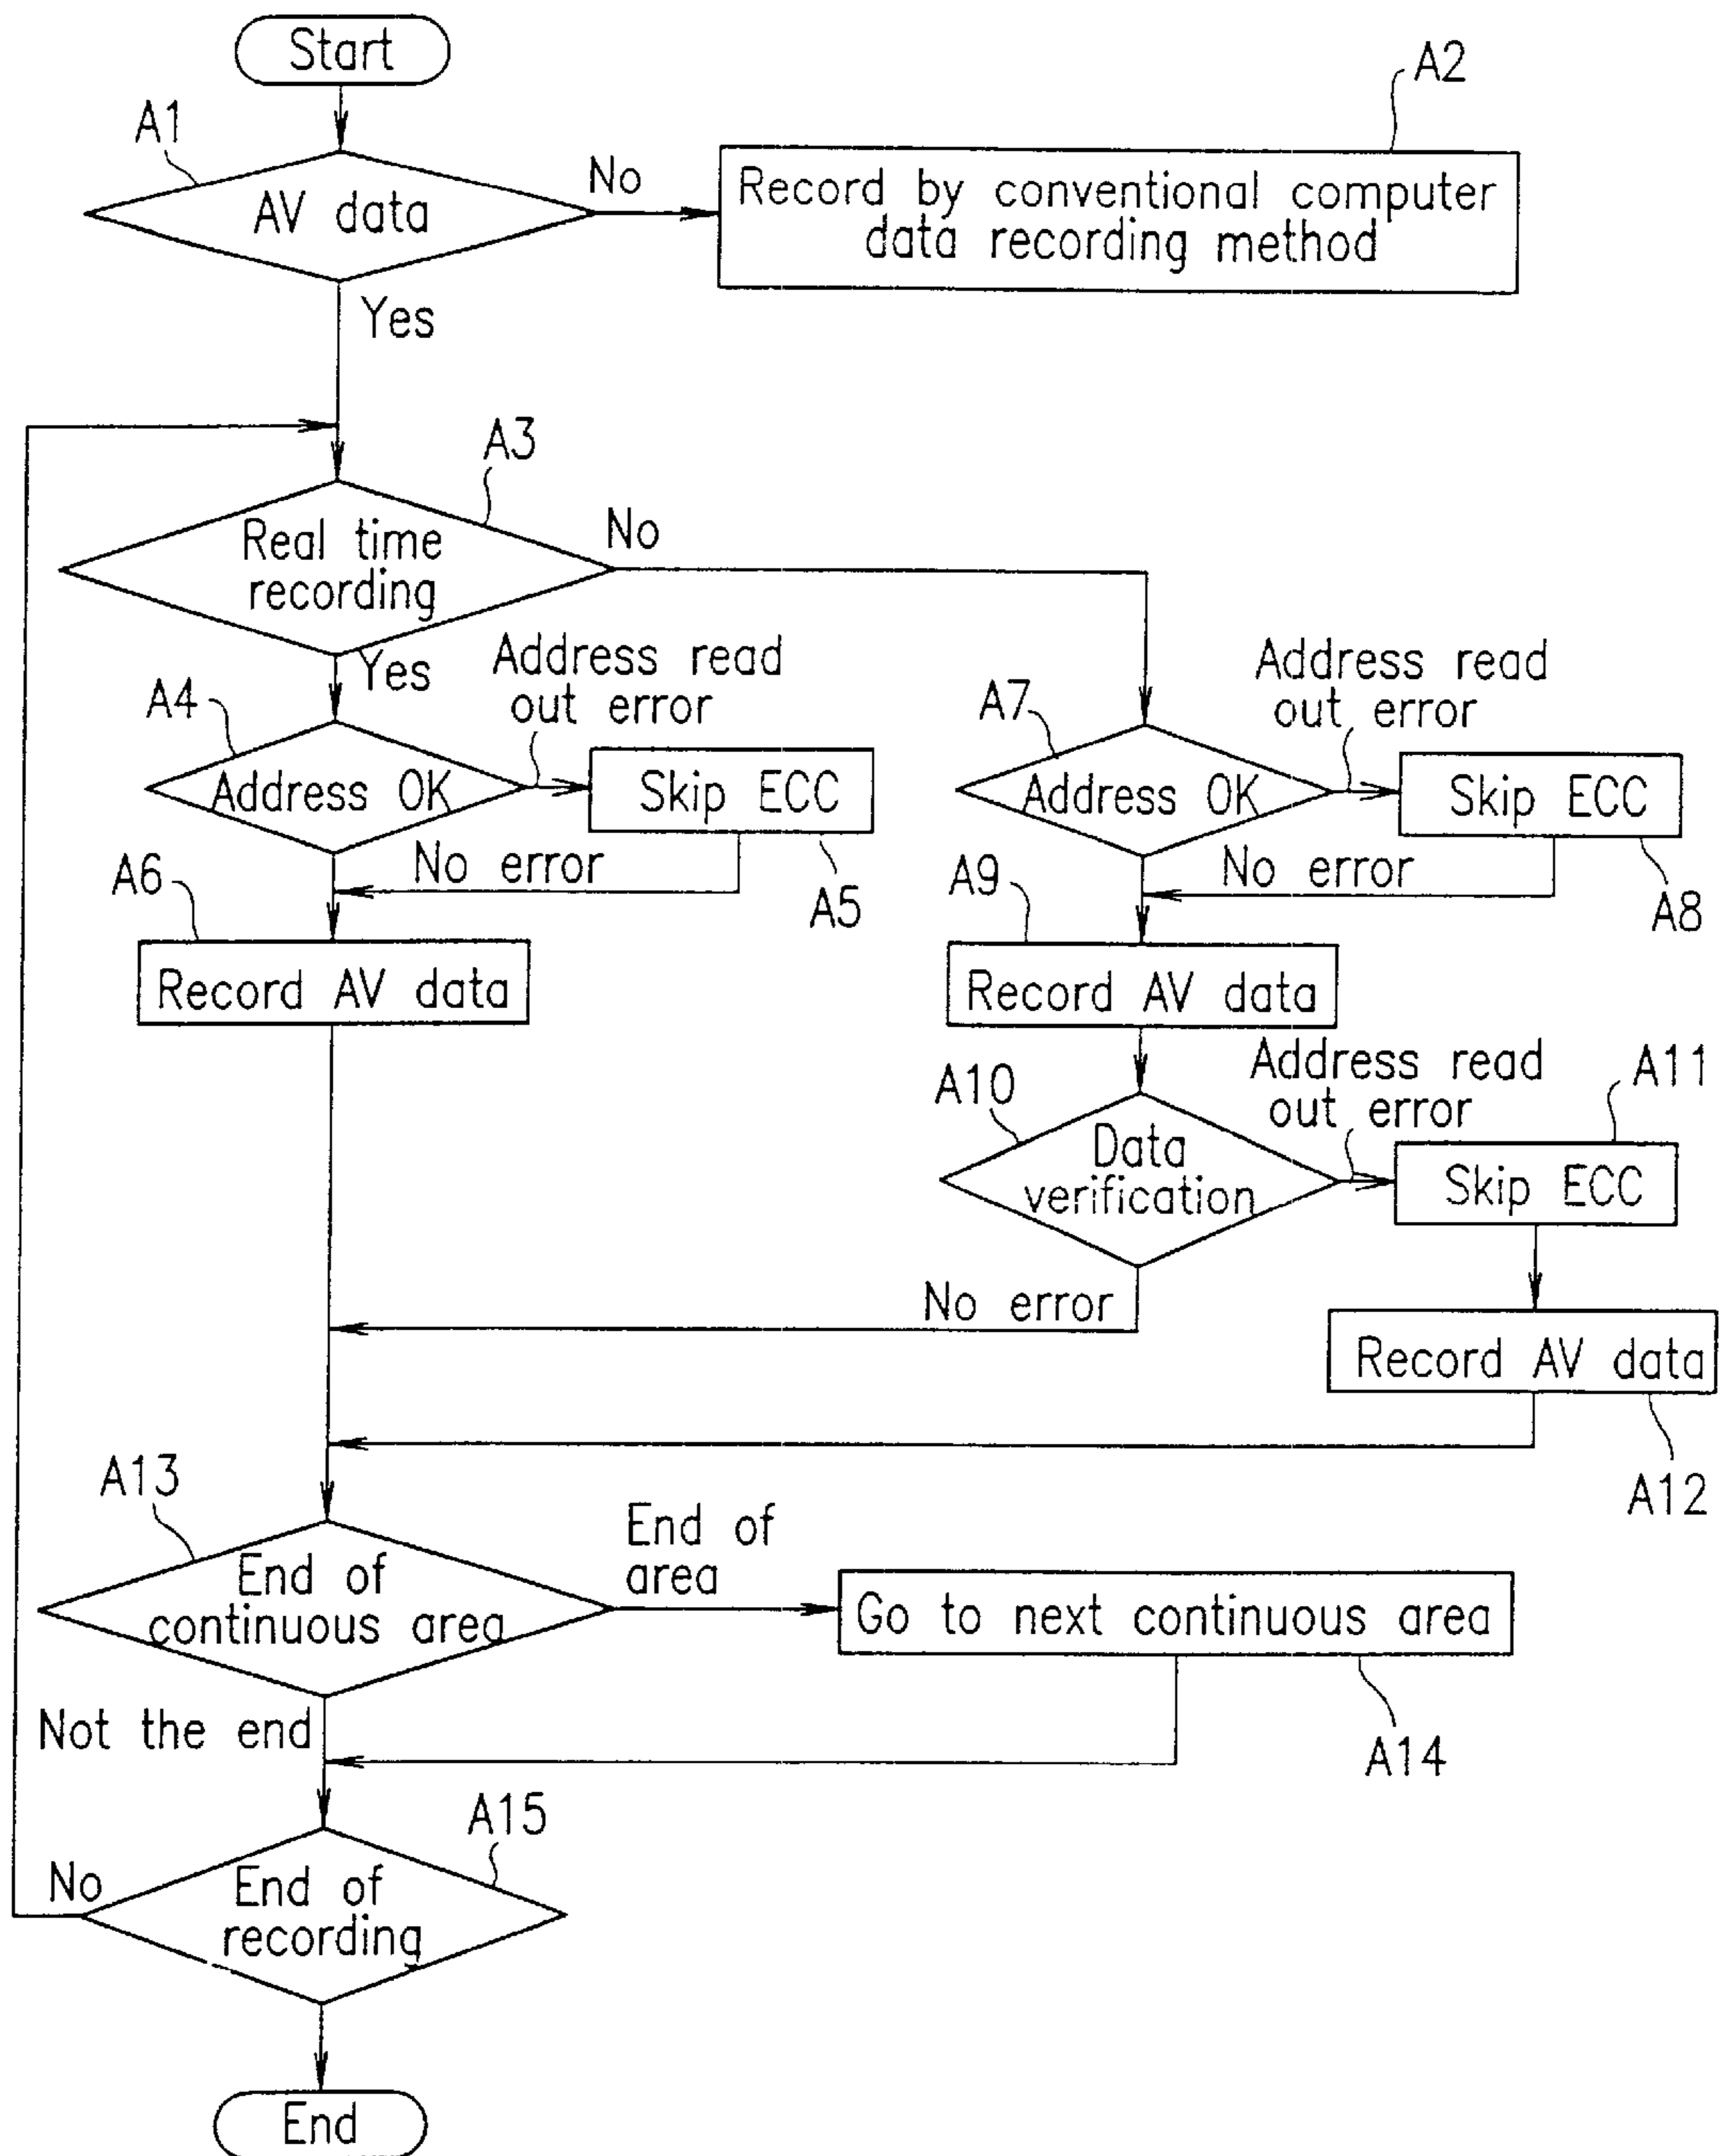 Start
A1
A2
AV data
No
Record by conventional computer
data recording method
Yes
A3
Real time
recording
No
Yes
Address read
out error
Address read
out error
A4
Address OK
Skip ECC
A7
Address OK
Skip ECC
No error
A5
No error
A8
A6
Record AV data
A9
Record AV data
A10
Data
verification
Address read
out error
A11
Skip ECC
No error
Record AV data
A12
A13
End of
continuous area
End of
area
Go to next continuous area
Not the end
A14
A15
No
End of
recording
End